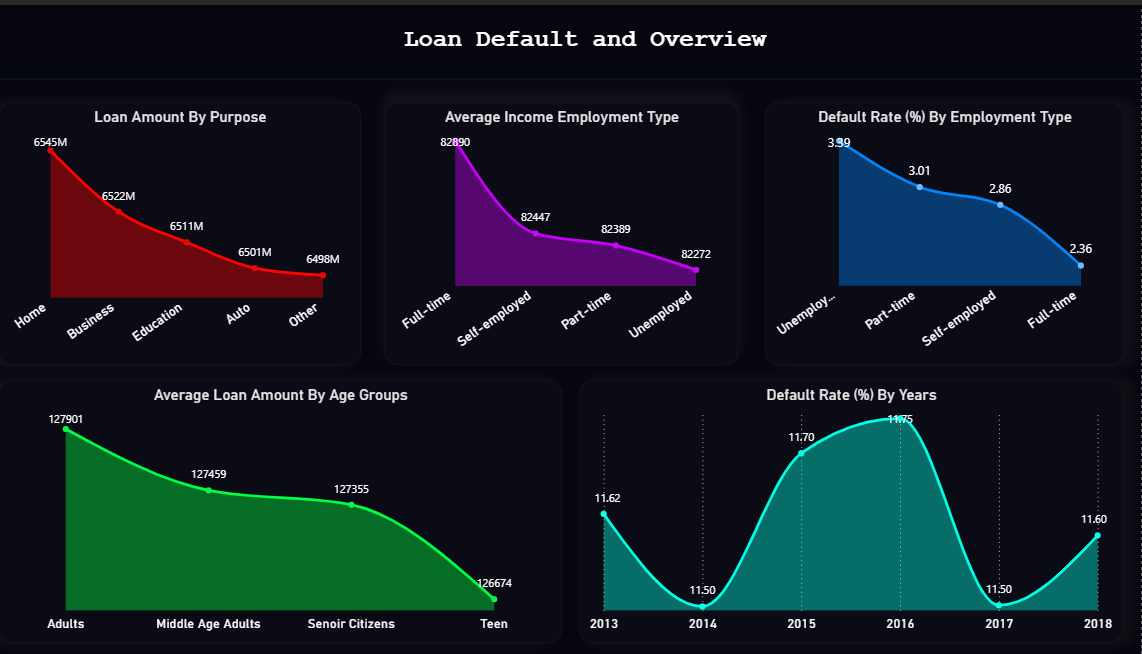 Loan Default and Overview
Loan Amount By Purpose
6545M
6522M
6511M
6501M
6498M
Home
Business
Education
Auto
Other
Average Income Employment Type
82890
82447
82389
82272
Full-time
Self-employed
Part-time
Unemployed
Default Rate (%) By Employment Type
3.39
3.01
2.86
2.36
Unemploy...
Part-time
Self-employed
Full-time
Average Loan Amount By Age Groups
127901
127459
127355
126674
Adults
Middle Age Adults
Senoir Citizens
Teen
Default Rate (%) By Years
11.62
11.50
11.70
11.75
11.50
11.60
2013
2014
2015
2016
2017
2018